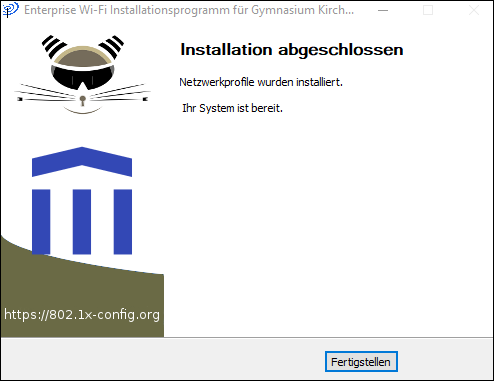 Enterprise Wi-Fi Installationsprogramm für Gymnasium Kirch...
Installation abgeschlossen
Netzwerkprofile wurden installiert.
Ihr System ist bereit.
https://802.1x-config.org
Fertigstellen